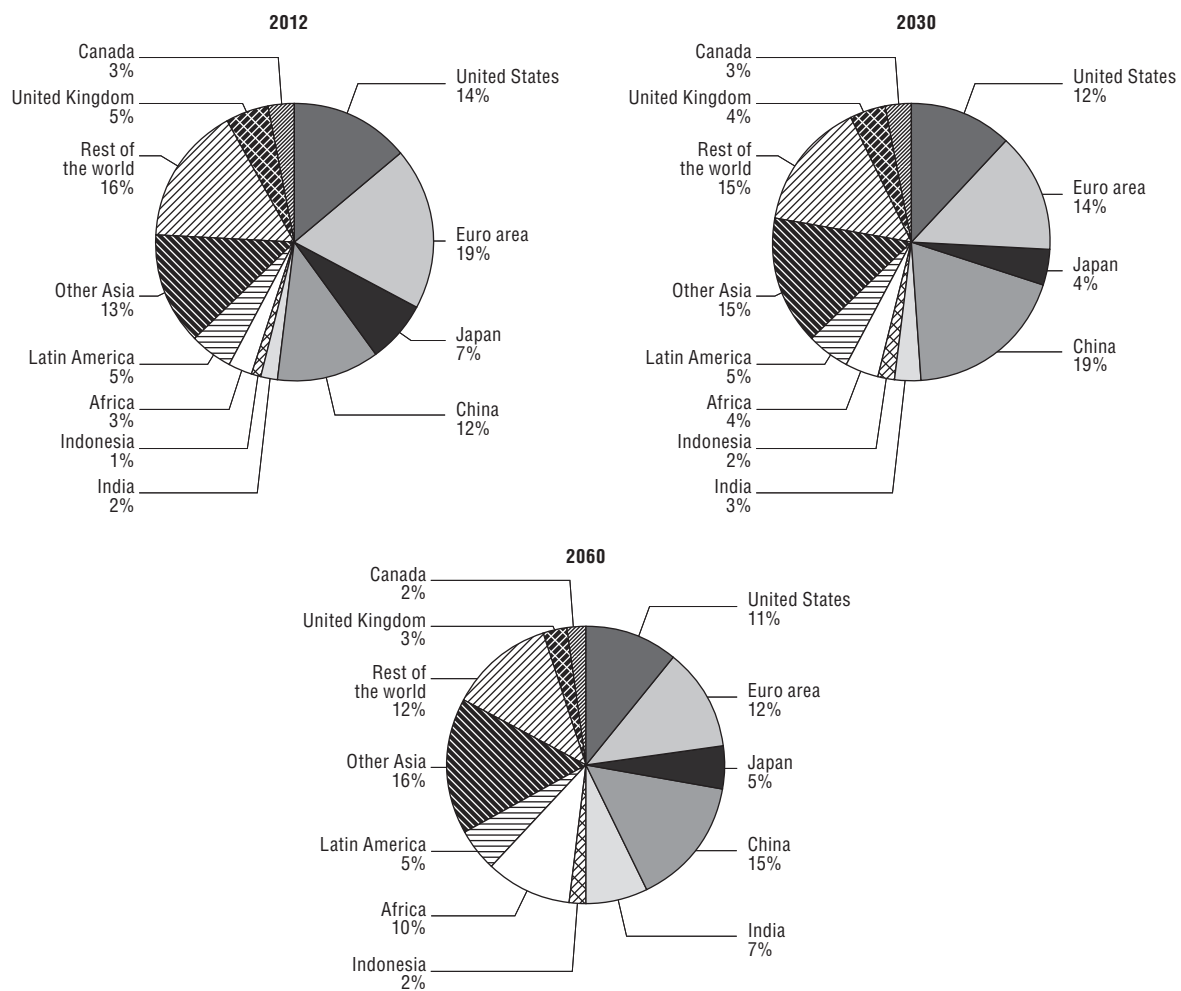 2012
Canada
3%
United Kingdom
5%
Rest of
the world
16%
Other Asia
13%
Latin America
5%
Africa
3%
Indonesia
1%
India
2%
United States
14%
Euro area
19%
Japan
7%
China
12%
2030
Canada
3%
United Kingdom
4%
Rest of
the world
15%
Other Asia
15%
Latin America
5%
Africa
4%
Indonesia
2%
India
3%
United States
12%
Euro area
14%
Japan
4%
China
19%
2060
Canada
2%
United Kingdom
3%
Rest of
the world
12%
Other Asia
16%
Latin America
5%
Africa
10%
Indonesia
2%
United States
11%
Euro area
12%
Japan
5%
China
15%
India
7%